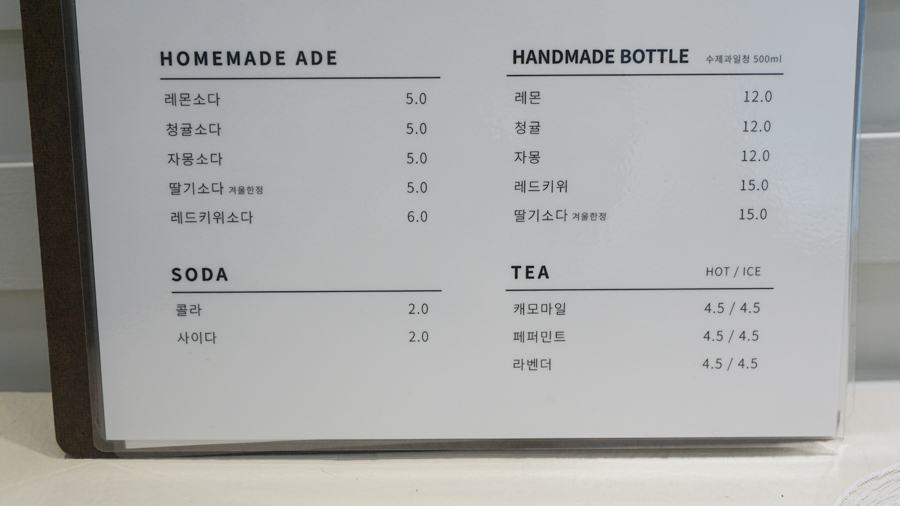 HOMEMADE ADE
레몬소다 5.0
청귤소다 5.0
자몽소다 5.0
딸기소다 겨울한정 5.0
레드키위소다 6.0
SODA
콜라 2.0
사이다 2.0
HANDMADE BOTTLE 수제과일청 500ml
레몬 12.0
청귤 12.0
자몽 12.0
레드키위 15.0
딸기소다 겨울한정 15.0
TEA HOT / ICE
캐모마일 4.5 / 4.5
페퍼민트 4.5 / 4.5
라벤더 4.5 / 4.5